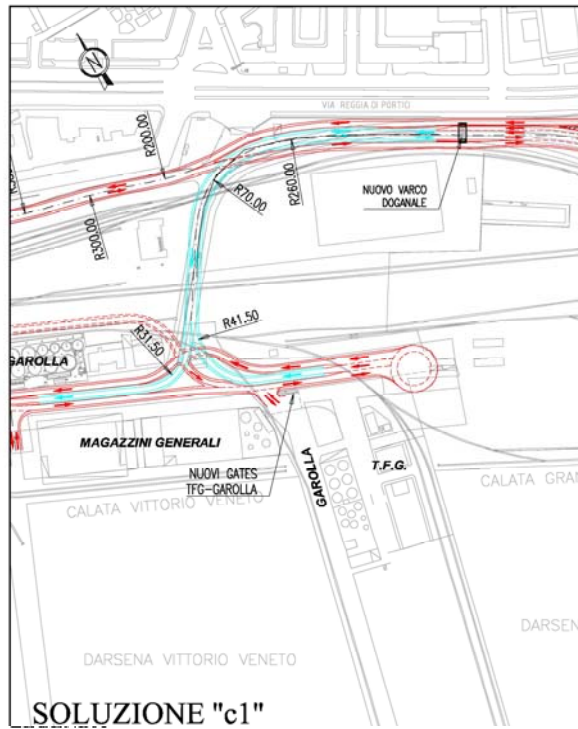 N
VIA REGGIA DI PORTIO
R200.00
R70.00
R260.00
NUOVO VARCO
DOGANALE
R300.00
R31.50
R41.50
GAROLLA
MAGAZZINI GENERALI
NUOVI GATES
TFG-GAROLLA
GAROLLA
T.F.G.
CALATA VITTORIO VENETO
CALATA GRAN
DARSENA VITTORIO VENETO
DARSEN
SOLUZIONE "c1"